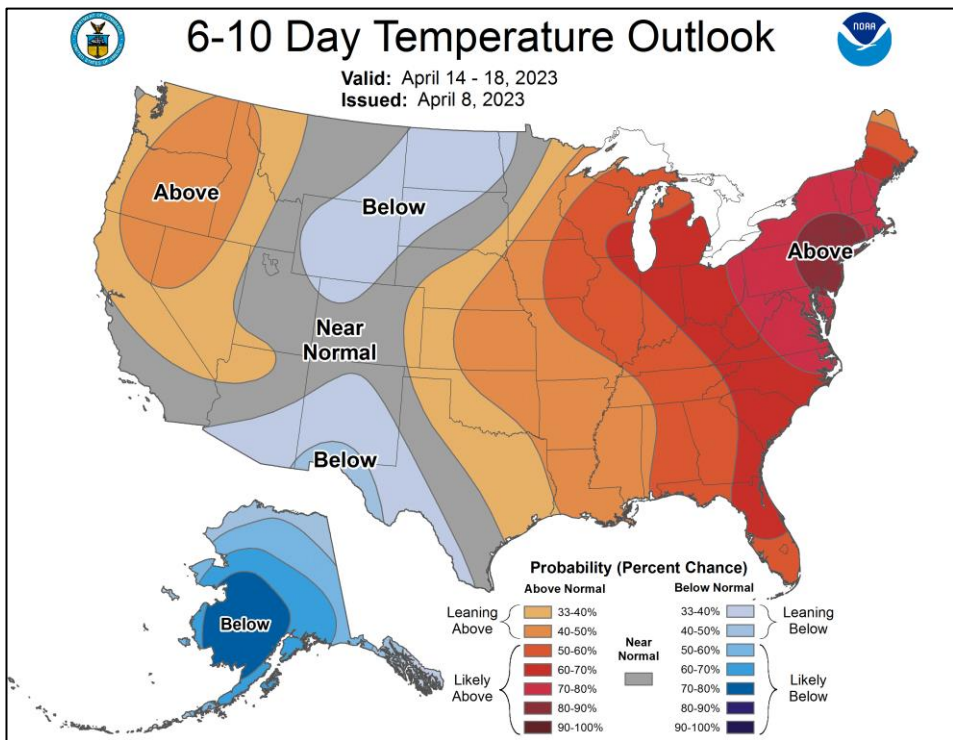 6-10 Day Temperature Outlook
Valid: April 14 - 18, 2023
Issued: April 8, 2023
NOAA
Above
Below
Above
Near
Normal
Below
Below
Probability (Percent Chance)
Above Normal
Below Normal
Leaning
Above
33-40%
40-50%
Likely
Above
50-60%
60-70%
70-80%
80-90%
90-100%
Near
Normal
33-40%
40-50%
Leaning
Below
50-60%
60-70%
70-80%
80-90%
90-100%
Likely
Below